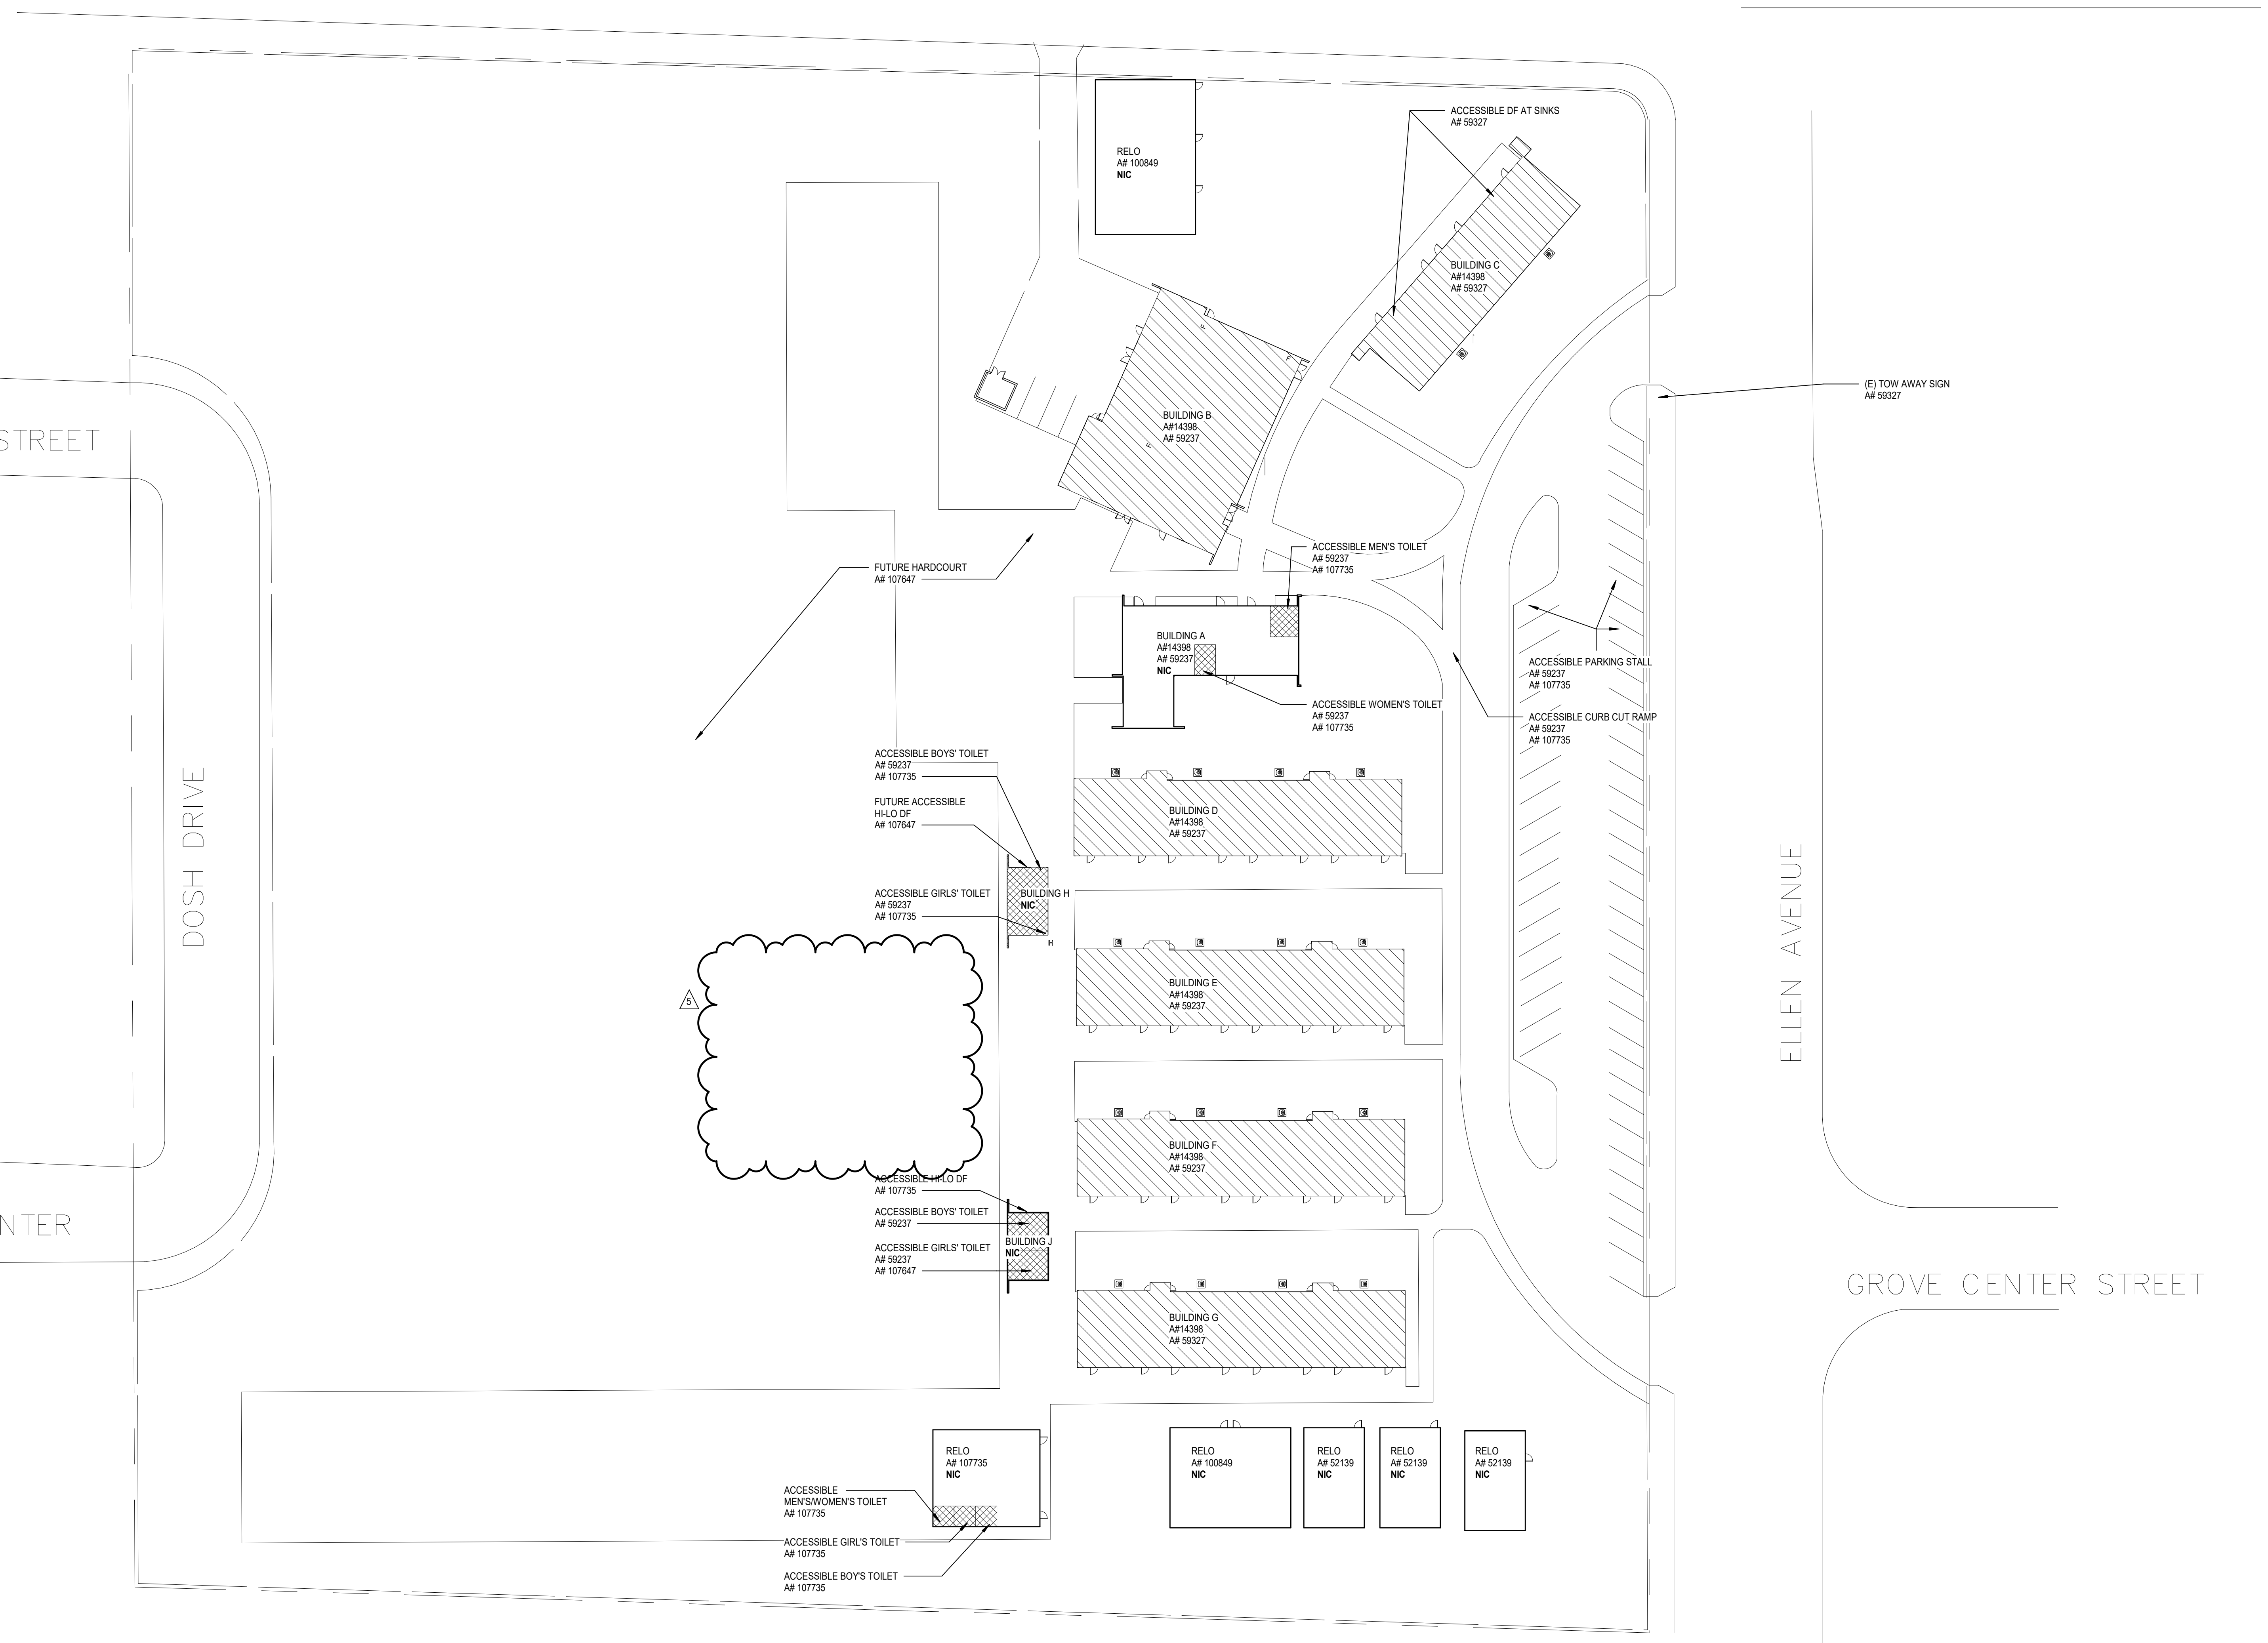 ACCESSIBLE DF AT SINKS
A# 59327
RELO
A# 100849
NIC
BUILDING C
A#14398
A# 59327
(E) TOW AWAY SIGN
A# 59327
F
F
BUILDING B
A#14398
A# 59237
F
STREET
ACCESSIBLE MEN'S TOILET
A# 59237
A# 107735
FUTURE HARDCOURT
A# 107647
BUILDING A
A#14398
A# 59237
NIC
ACCESSIBLE PARKING STALL
A# 59237
A# 107735
ACCESSIBLE WOMEN'S TOILET
A# 59237
A# 107735
ACCESSIBLE CURB CUT RAMP
A# 59237
A# 107735
ACCESSIBLE BOYS' TOILET
A# 59237
A# 107735
FUTURE ACCESSIBLE
HI-LO DF
A# 107647
BUILDING D
A#14398
A# 59237
DOSH DRIVE
ELLEN AVENUE
ACCESSIBLE GIRLS' TOILET
A# 59237
A# 107735
BUILDING H
NIC
H
5
BUILDING E
A#14398
A# 59237
BUILDING F
A#14398
A# 59237
ACCESSIBLE HI-LO DF
A# 107735
ACCESSIBLE BOYS' TOILET
A# 59237
BUILDING J
NIC
ACCESSIBLE GIRLS' TOILET
A# 59237
A# 107647
NTER
GROVE CENTER STREET
BUILDING G
A#14398
A# 59327
RELO
A# 107735
NIC
RELO
A# 100849
NIC
RELO
A# 52139
NIC
RELO
A# 52139
NIC
RELO
A# 52139
NIC
ACCESSIBLE
MEN'S/WOMEN'S TOILET
A# 107735
ACCESSIBLE GIRL'S TOILET
A# 107735
ACCESSIBLE BOY'S TOILET
A# 107735